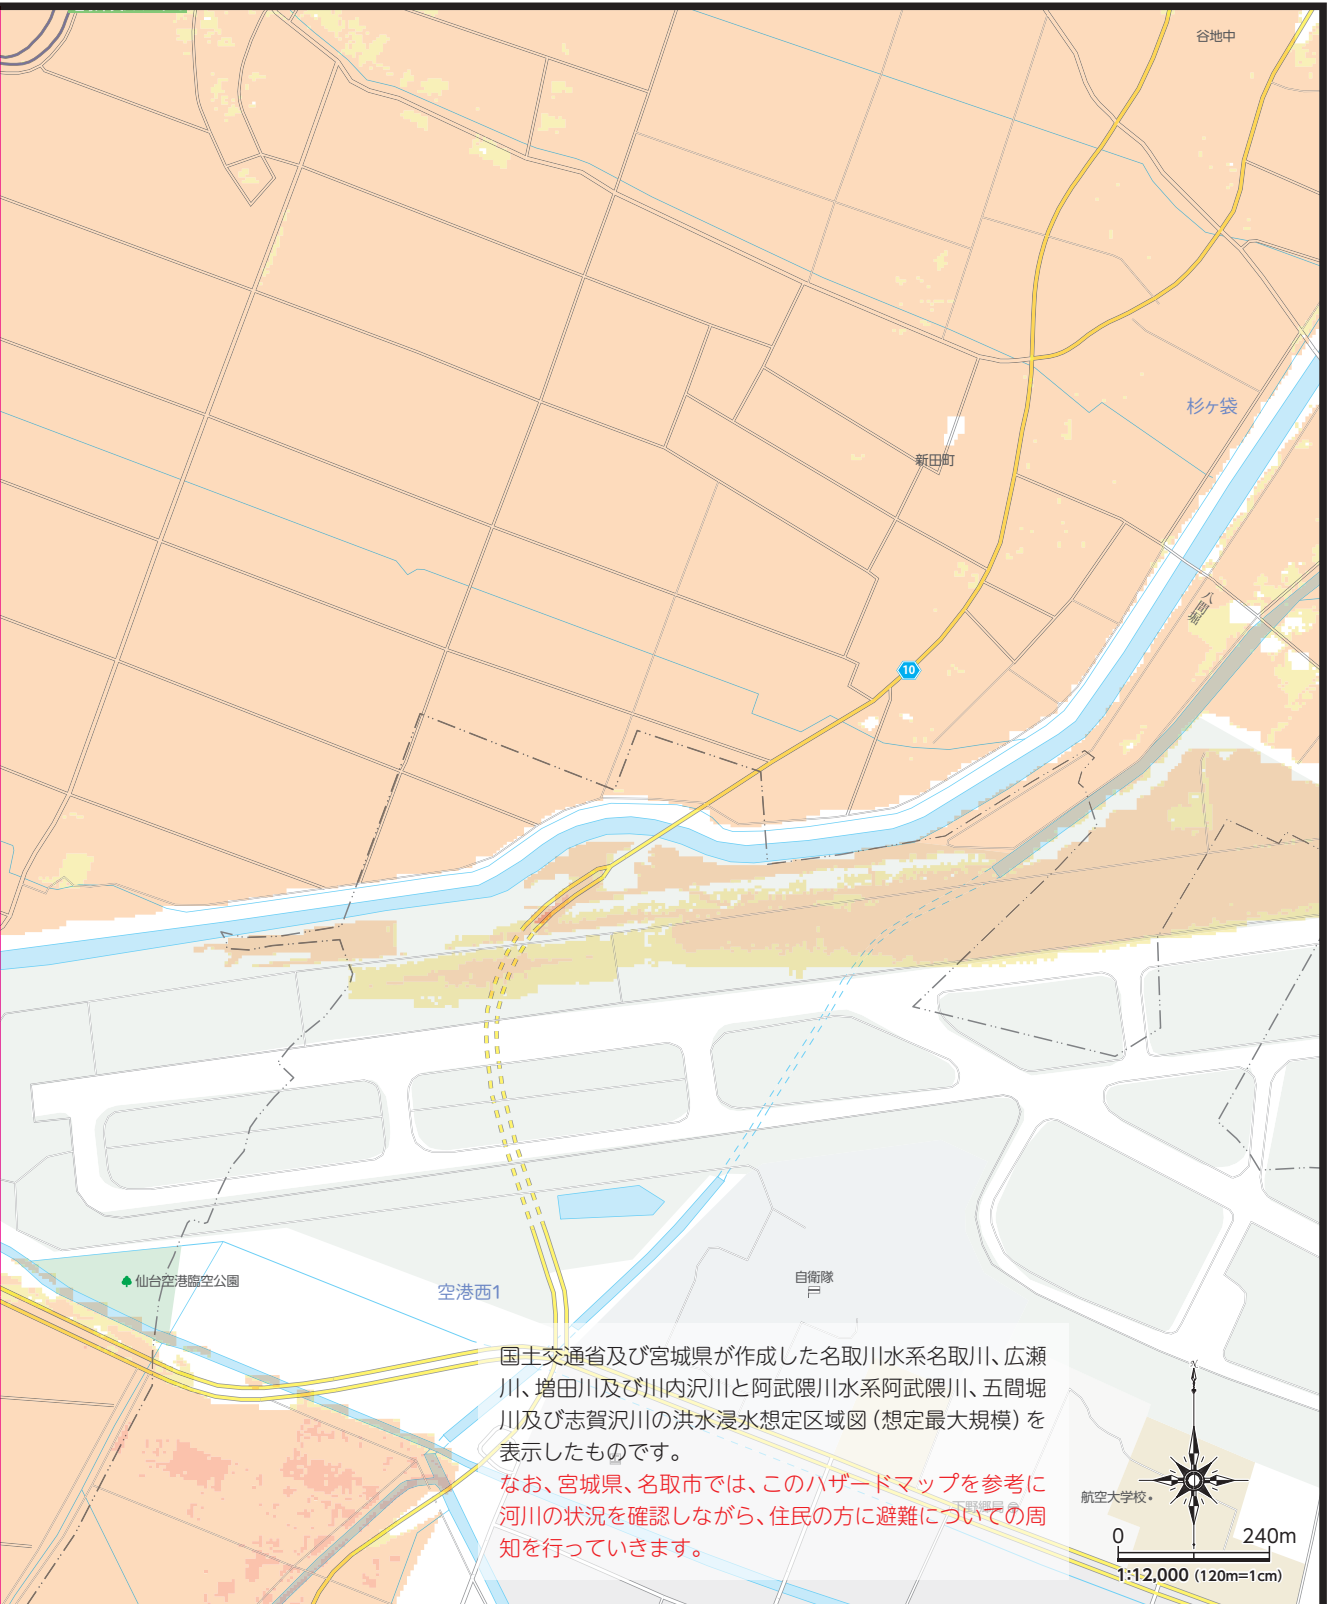 谷地中
杉ヶ袋
新田町
八間堀
10
仙台空港臨空公園
空港西1
自衛隊
国土交通省及び宮城県が作成した名取川水系名取川、広瀬
川、増田川及び川内沢川と阿武隈川水系阿武隈川、五間堀
川及び志賀沢川の洪水浸水想定区域図（想定最大規模）を
表示したものです。
なお、宮城県、名取市では、このハザードマップを参考に
河川の状況を確認しながら、住民の方に避難についての周
知を行っていきます。
下野郷局
航空大学校
N
0 240m
1:12,000 (120m=1cm)